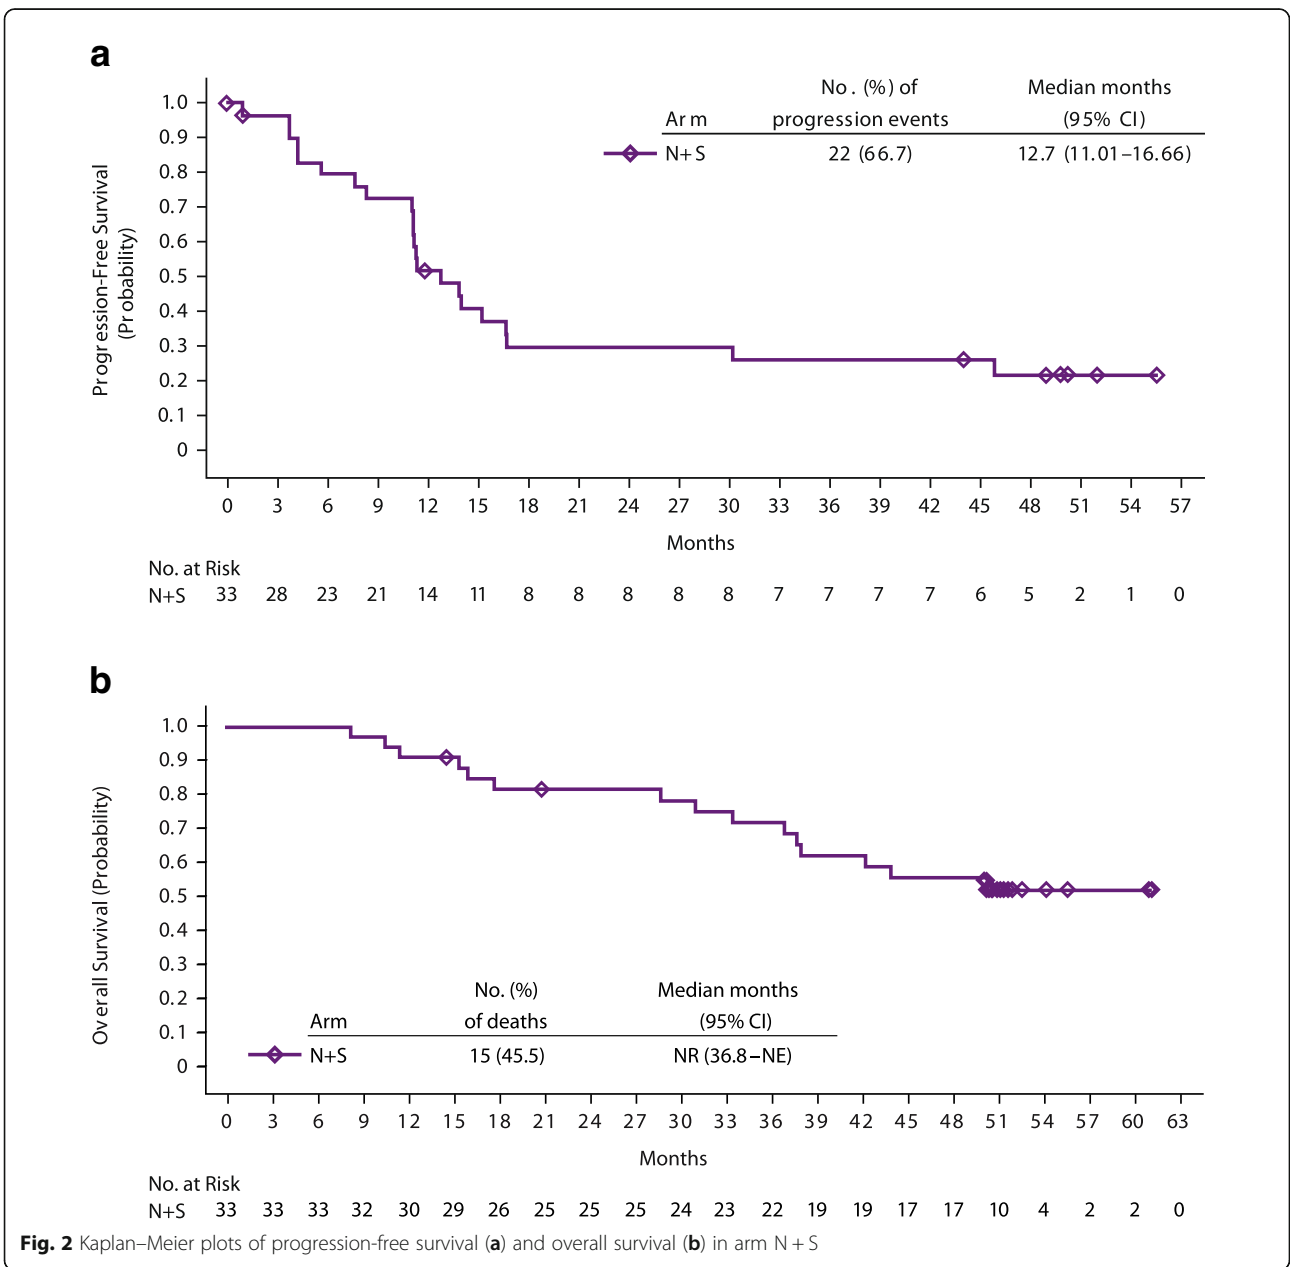 a
No. (%) of Median months
Arm progression events (95% CI)
N+S 22 (66.7) 12.7 (11.01–16.66)
Progression-Free Survival
(Probability)
1.0
0.9
0.8
0.7
0.6
0.5
0.4
0.3
0.2
0.1
0
0 3 6 9 12 15 18 21 24 27 30 33 36 39 42 45 48 51 54 57
Months
No. at Risk
N+S 33 28 23 21 14 11 8 8 8 8 8 7 7 7 7 6 5 2 1 0
b
Overall Survival (Probability)
1.0
0.9
0.8
0.7
0.6
0.5
0.4
0.3
0.2
0.1
0
No. (%) Median months
Arm of deaths (95% CI)
N+S 15 (45.5) NR (36.8–NE)
0 3 6 9 12 15 18 21 24 27 30 33 36 39 42 45 48 51 54 57 60 63
Months
No. at Risk
N+S 33 33 33 32 30 29 26 25 25 25 24 23 22 19 19 17 17 10 4 2 2 0
Fig. 2 Kaplan–Meier plots of progression-free survival (a) and overall survival (b) in arm N + S